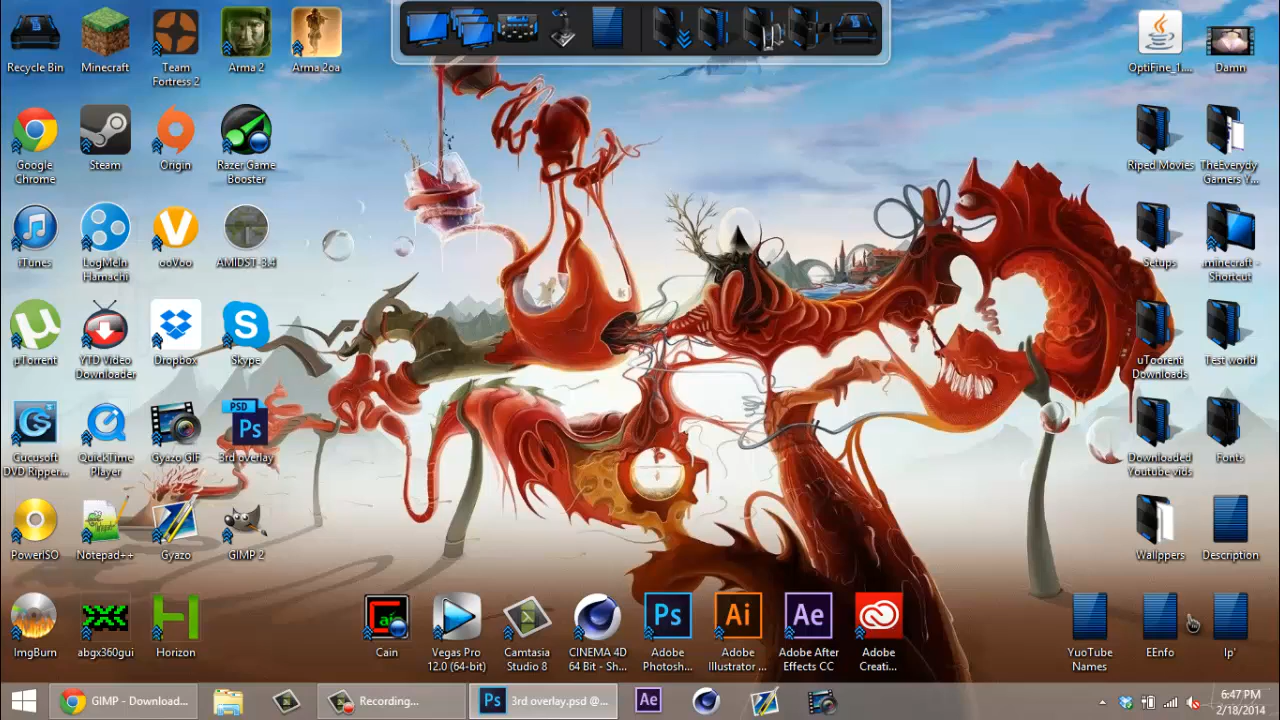 Recycle Bin
Minecraft
Team
Fortress 2
Arma 2
Arma 2oa
OptiFine_1....
Damn
Google
Chrome
Steam
Origin
Razer Game
Booster
Riped Movies
TheEverydy
Gamers Y...
iTunes
LogMeIn
Hamachi
ooVoo
AMIDST-3.4
Setups
.minecraft -
Shortcut
µTorrent
YTD Video
Downloader
Dropbox
Skype
uToorent
Downloads
Test world
PSD
Ps
Cucusoft
DVD Ripper...
QuickTime
Player
Gyazo GIF
3rd overlay
Downloaded
Youtube vids
Fonts
PowerISO
Notepad++
Gyazo
GIMP 2
Wallppers
Description
Ps
Ai
Ae
ImgBurn
abgx360gui
Horizon
Cain
Vegas Pro
12.0 (64-bit)
Camtasia
Studio 8
CINEMA 4D
64 Bit - Sh...
Adobe
Photosh...
Adobe
Illustrator ...
Adobe After
Effects CC
Adobe
Creati...
YuoTube
Names
EEnfo
Ip'
GIMP - Download...
Recording...
Ps
3rd overlay.psd @...
Ae
6:47 PM
2/18/2014